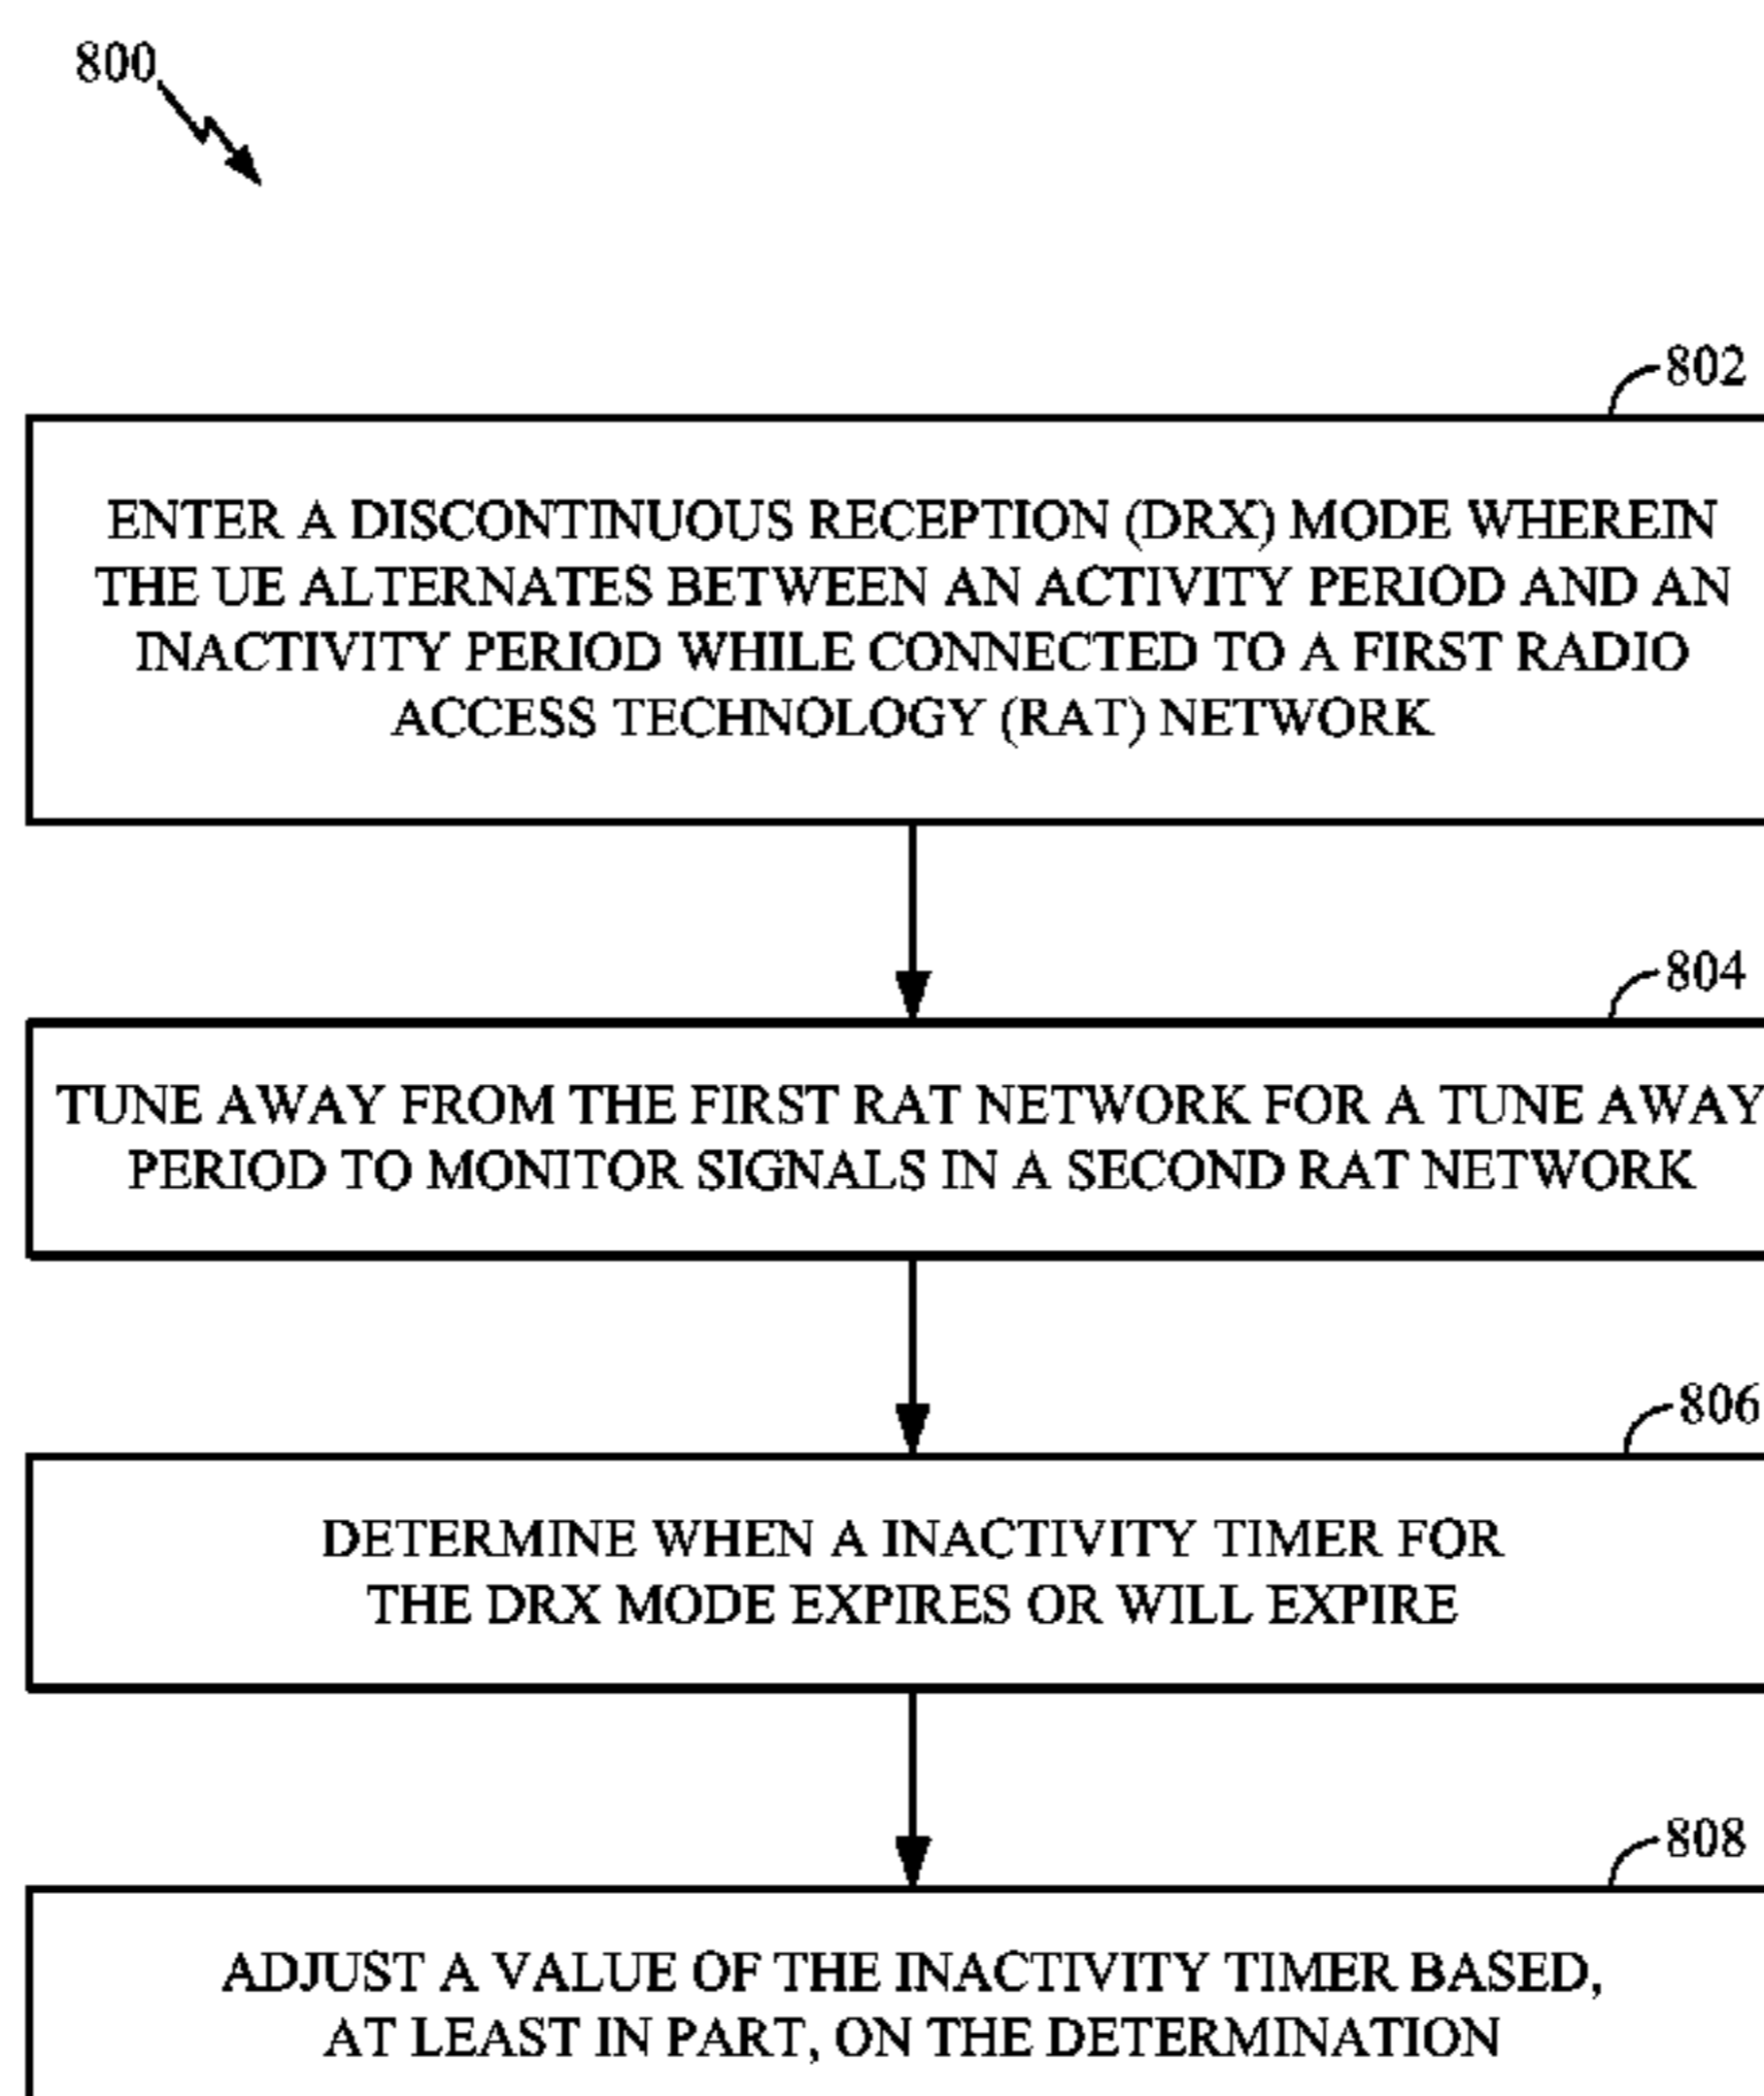 800
802
ENTER A DISCONTINUOUS RECEPTION (DRX) MODE WHEREIN
THE UE ALTERNATES BETWEEN AN ACTIVITY PERIOD AND AN
INACTIVITY PERIOD WHILE CONNECTED TO A FIRST RADIO
ACCESS TECHNOLOGY (RAT) NETWORK
804
TUNE AWAY FROM THE FIRST RAT NETWORK FOR A TUNE AWAY
PERIOD TO MONITOR SIGNALS IN A SECOND RAT NETWORK
806
DETERMINE WHEN A INACTIVITY TIMER FOR
THE DRX MODE EXPIRES OR WILL EXPIRE
808
ADJUST A VALUE OF THE INACTIVITY TIMER BASED,
AT LEAST IN PART, ON THE DETERMINATION